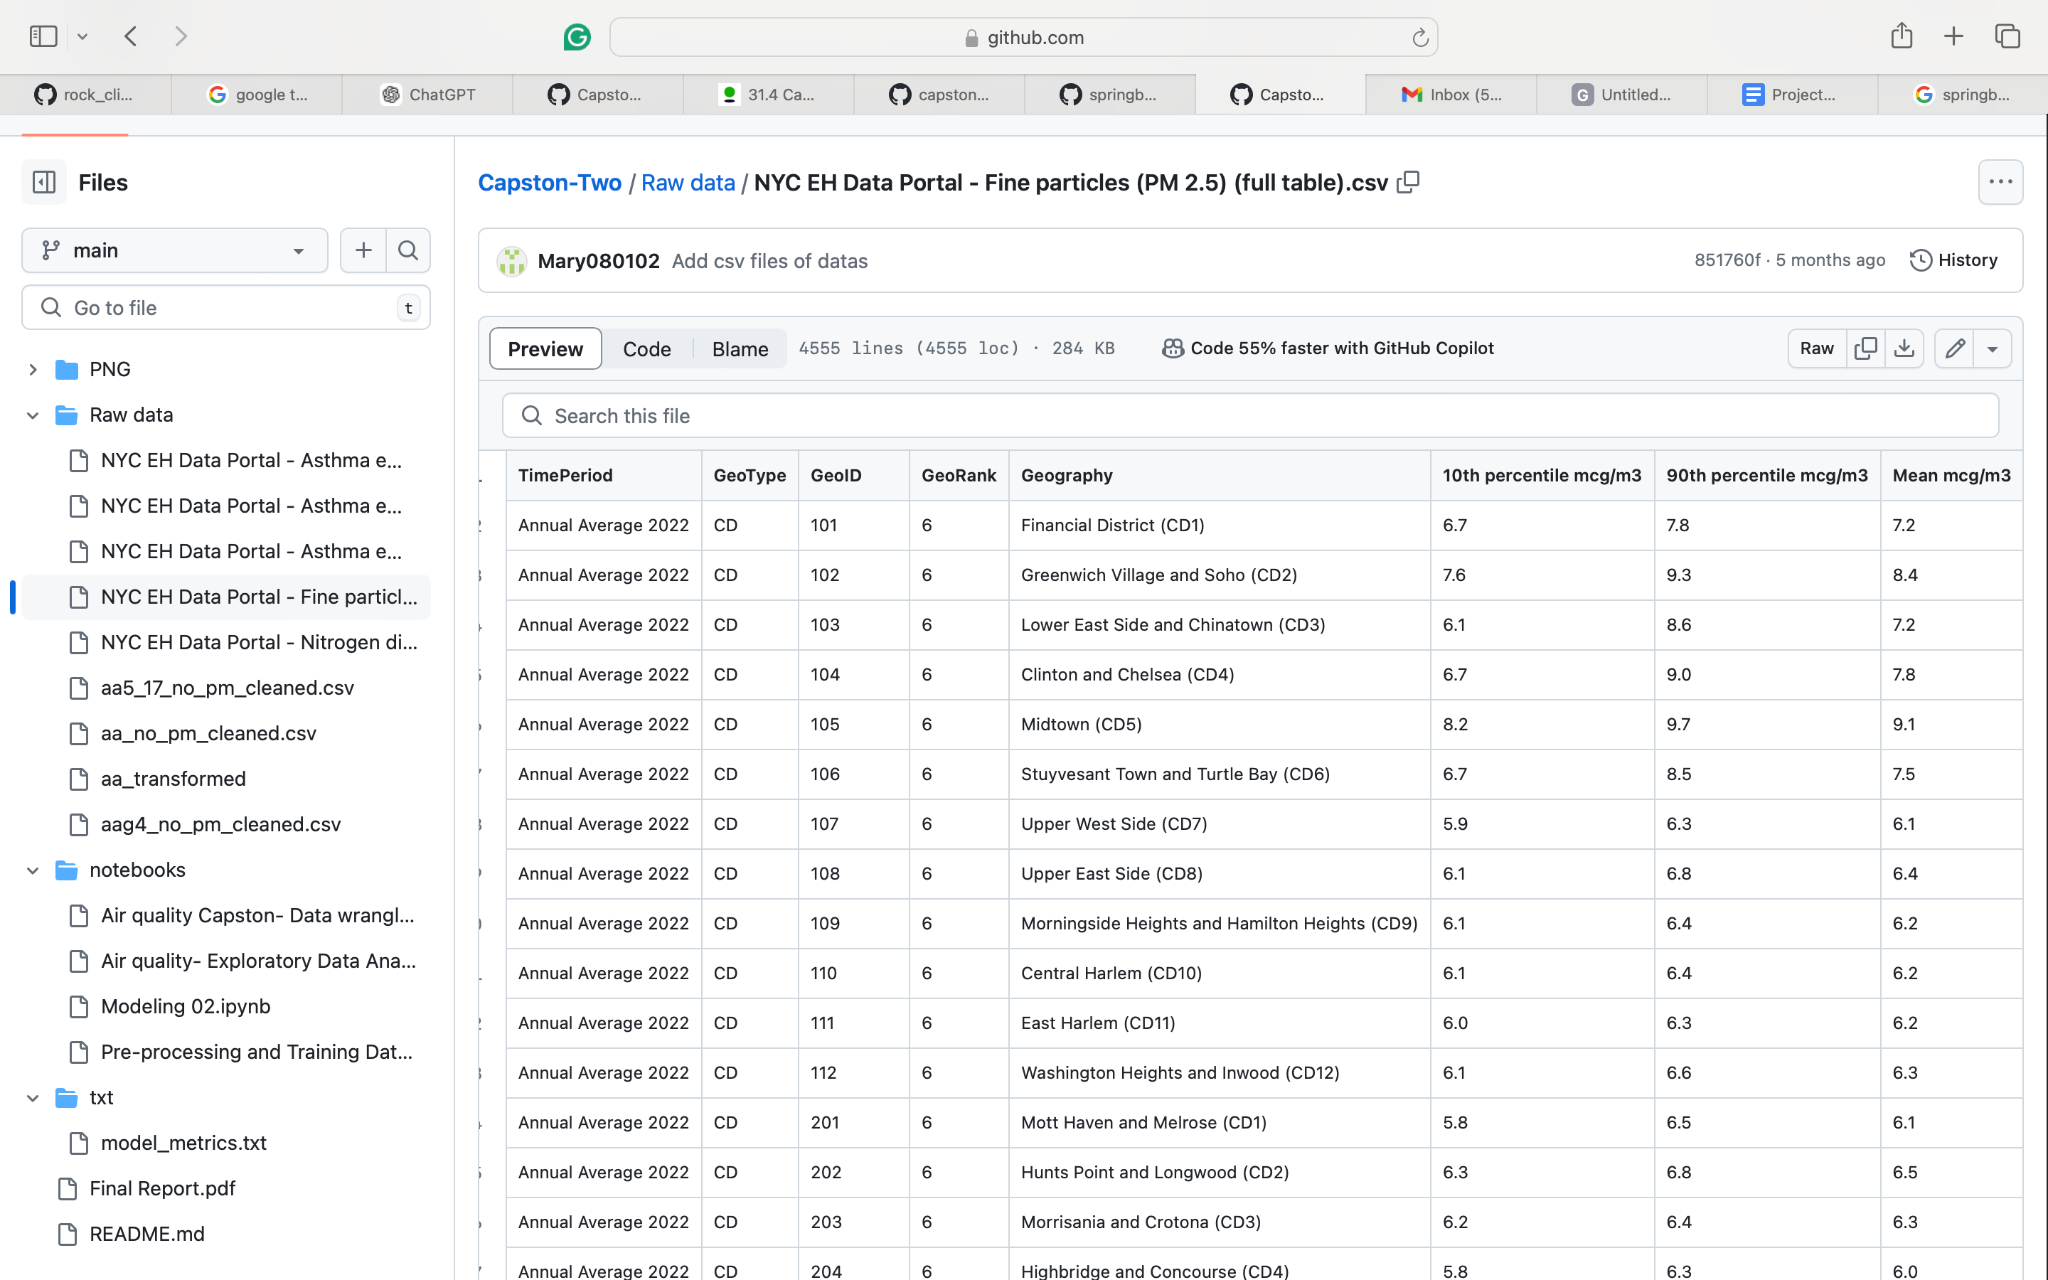 github.com
rock_cli...
google t...
ChatGPT
Capsto...
31.4 Ca...
capston...
springb...
Capsto...
Inbox (5...
Untitled...
Project...
springb...
Files
main
Go to file
t
PNG
Raw data
NYC EH Data Portal - Asthma e...
NYC EH Data Portal - Asthma e...
NYC EH Data Portal - Asthma e...
NYC EH Data Portal - Fine particl...
NYC EH Data Portal - Nitrogen di...
aa5_17_no_pm_cleaned.csv
aa_no_pm_cleaned.csv
aa_transformed
aag4_no_pm_cleaned.csv
notebooks
Air quality Capston- Data wrangl...
Air quality- Exploratory Data Ana...
Modeling 02.ipynb
Pre-processing and Training Dat...
txt
model_metrics.txt
Final Report.pdf
README.md
Capston-Two / Raw data / NYC EH Data Portal - Fine particles (PM 2.5) (full table).csv
Mary080102 Add csv files of datas 851760f · 5 months ago History
Preview Code Blame 4555 lines (4555 loc) · 284 KB Code 55% faster with GitHub Copilot Raw
Search this file
TimePeriod GeoType GeoID GeoRank Geography 10th percentile mcg/m3 90th percentile mcg/m3 Mean mcg/m3
Annual Average 2022 CD 101 6 Financial District (CD1) 6.7 7.8 7.2
Annual Average 2022 CD 102 6 Greenwich Village and Soho (CD2) 7.6 9.3 8.4
Annual Average 2022 CD 103 6 Lower East Side and Chinatown (CD3) 6.1 8.6 7.2
Annual Average 2022 CD 104 6 Clinton and Chelsea (CD4) 6.7 9.0 7.8
Annual Average 2022 CD 105 6 Midtown (CD5) 8.2 9.7 9.1
Annual Average 2022 CD 106 6 Stuyvesant Town and Turtle Bay (CD6) 6.7 8.5 7.5
Annual Average 2022 CD 107 6 Upper West Side (CD7) 5.9 6.3 6.1
Annual Average 2022 CD 108 6 Upper East Side (CD8) 6.1 6.8 6.4
Annual Average 2022 CD 109 6 Morningside Heights and Hamilton Heights (CD9) 6.1 6.4 6.2
Annual Average 2022 CD 110 6 Central Harlem (CD10) 6.1 6.4 6.2
Annual Average 2022 CD 111 6 East Harlem (CD11) 6.0 6.3 6.2
Annual Average 2022 CD 112 6 Washington Heights and Inwood (CD12) 6.1 6.6 6.3
Annual Average 2022 CD 201 6 Mott Haven and Melrose (CD1) 5.8 6.5 6.1
Annual Average 2022 CD 202 6 Hunts Point and Longwood (CD2) 6.3 6.8 6.5
Annual Average 2022 CD 203 6 Morrisania and Crotona (CD3) 6.2 6.4 6.3
Annual Average 2022 CD 204 6 Highbridge and Concourse (CD4) 5.8 6.3 6.0